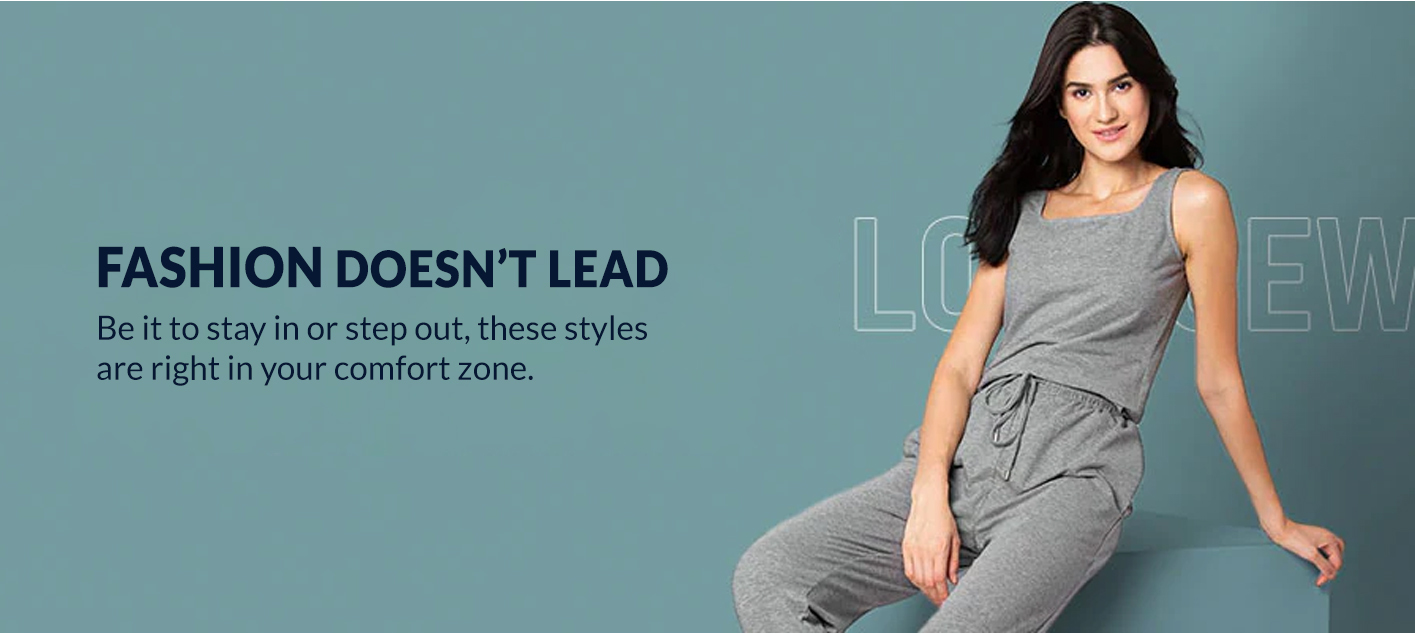 FASHION DOESN’T LEAD
Be it to stay in or step out, these styles
are right in your comfort zone.